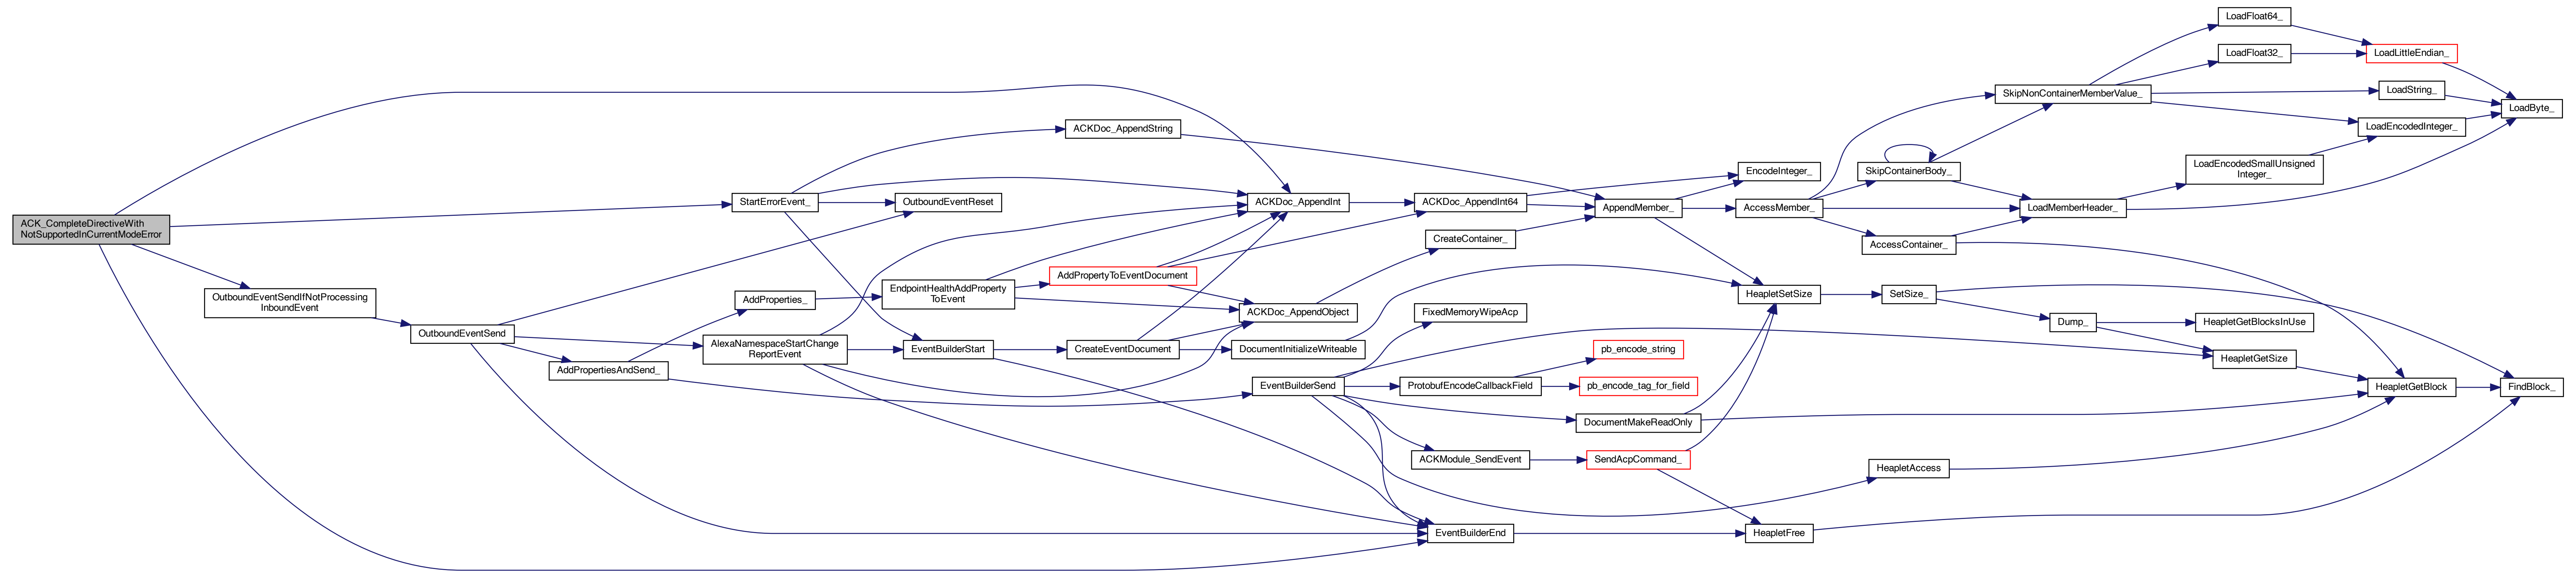 ACK_CompleteDirectiveWith
NotSupportedInCurrentModeError
OutboundEventSendIfNotProcessing
InboundEvent
OutboundEventSend
AddPropertiesAndSend_
StartErrorEvent_
AddProperties_
AlexaNamespaceStartChange
ReportEvent
OutboundEventReset
EndpointHealthAddProperty
ToEvent
EventBuilderStart
ACKDoc_AppendString
AddPropertyToEventDocument
CreateEventDocument
ACKDoc_AppendInt
ACKDoc_AppendObject
DocumentInitializeWriteable
EventBuilderSend
ACKDoc_AppendInt64
CreateContainer_
FixedMemoryWipeAcp
ProtobufEncodeCallbackField
ACKModule_SendEvent
EventBuilderEnd
AppendMember_
pb_encode_string
pb_encode_tag_for_field
DocumentMakeReadOnly
SendAcpCommand_
EncodeInteger_
AccessMember_
HeapletSetSize
HeapletFree
SkipContainerBody_
AccessContainer_
SetSize_
HeapletAccess
SkipNonContainerMemberValue_
LoadMemberHeader_
Dump_
LoadFloat64_
LoadFloat32_
LoadEncodedSmallUnsigned
Integer_
HeapletGetBlocksInUse
HeapletGetSize
LoadLittleEndian_
LoadString_
LoadEncodedInteger_
HeapletGetBlock
LoadByte_
FindBlock_